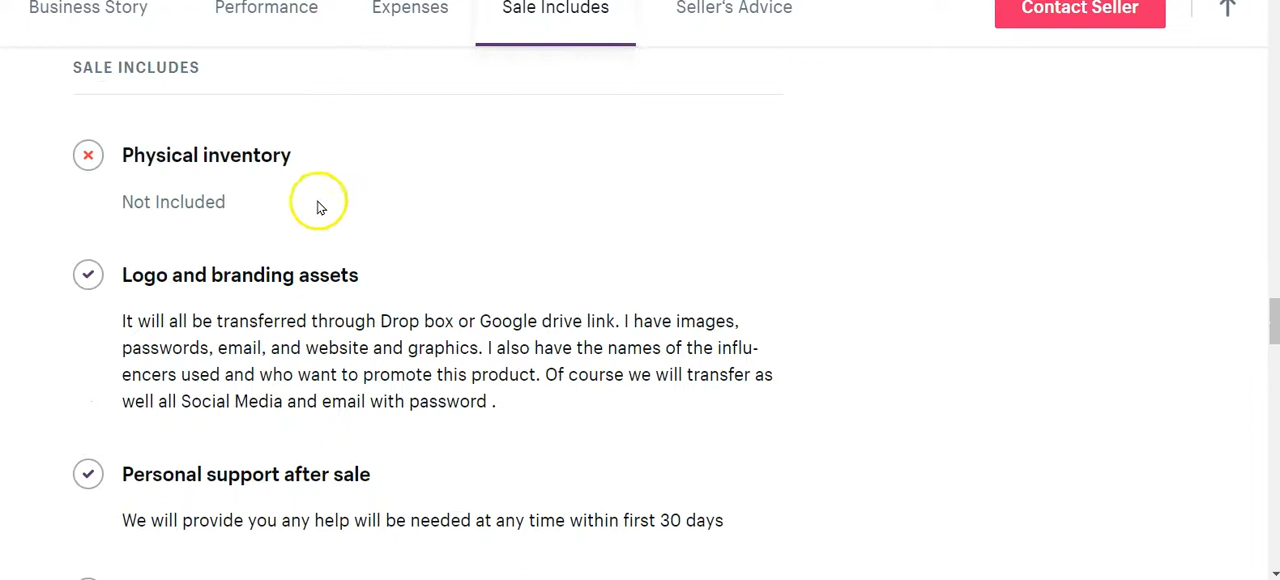 Business Story
Performance
Expenses
Sale Includes
Seller's Advice
Contact Seller
SALE INCLUDES
Physical inventory
Not Included
Logo and branding assets
It will all be transferred through Drop box or Google drive link. I have images,
passwords, email, and website and graphics. I also have the names of the influ-
encers used and who want to promote this product. Of course we will transfer as
well all Social Media and email with password .
Personal support after sale
We will provide you any help will be needed at any time within first 30 days